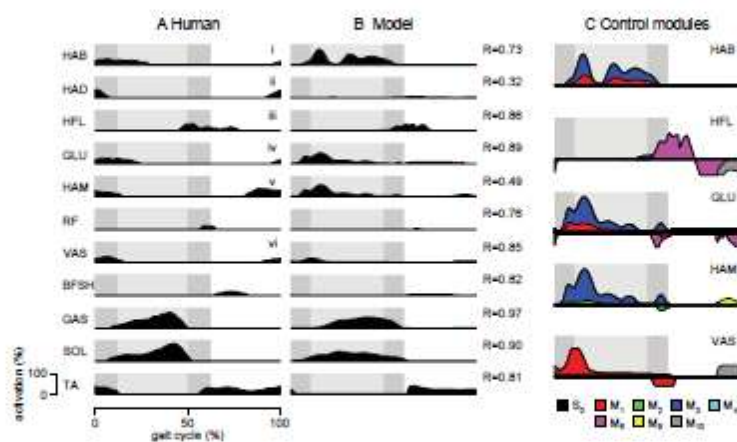 A Human
B Model
C Control modules
HAB i R=0.73 HAB
HAD ii R=0.32
HFL iii R=0.86 HFL
GLU iv R=0.89 GLU
HAM v R=0.49
RF R=0.76
VAS vi R=0.85 HAM
BFSH R=0.82
GAS R=0.97
SOL R=0.90 VAS
TA R=0.81
activation (%)
100
0
0 50 100
gait cycle (%)
S₀ M₁ M₂ M₃
M₉ M₁₀